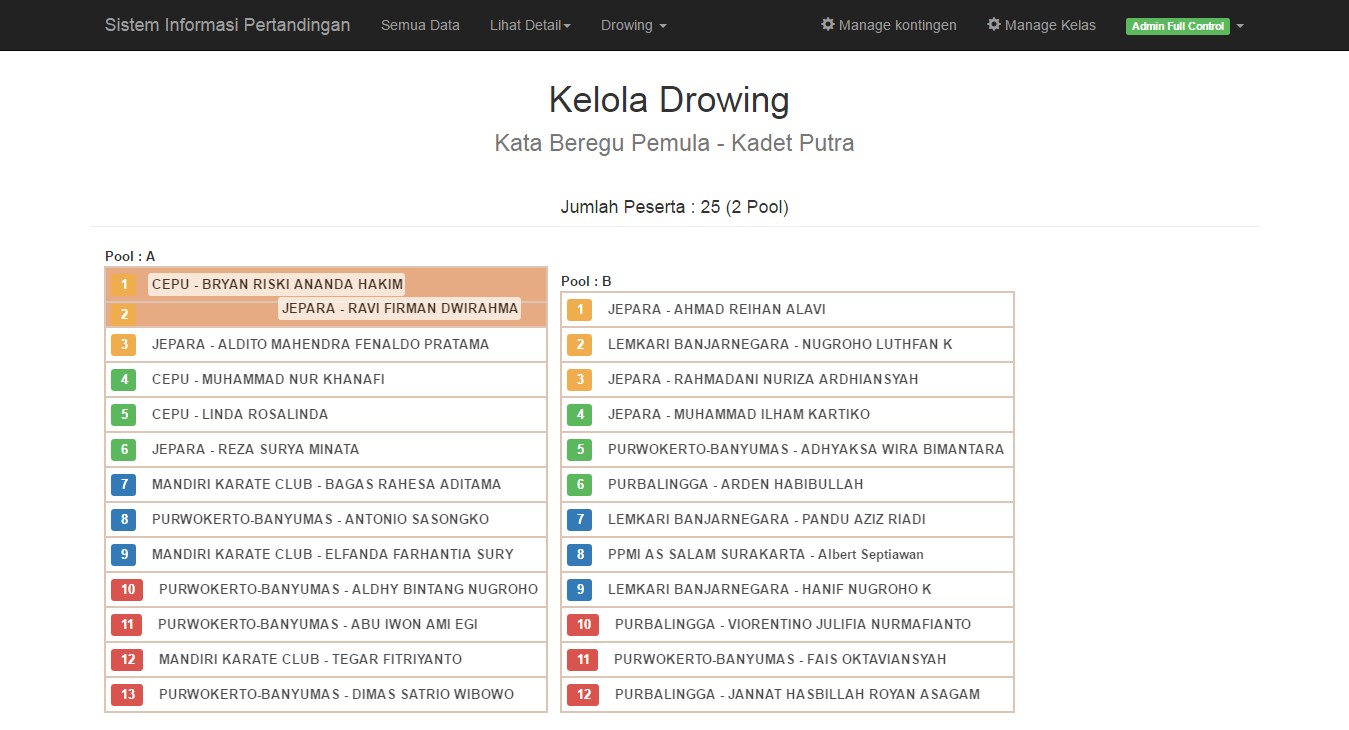 Sistem Informasi Pertandingan Semua Data Lihat Detail Drowing Manage kontingen Manage Kelas Admin Full Control
Kelola Drowing
Kata Beregu Pemula - Kadet Putra
Jumlah Peserta : 25 (2 Pool)
Pool : A
1 CEPU - BRYAN RISKI ANANDA HAKIM
2 JEPARA - RAVI FIRMAN DWIRAHMA
3 JEPARA - ALDITO MAHENDRA FENALDO PRATAMA
4 CEPU - MUHAMMAD NUR KHANAFI
5 CEPU - LINDA ROSALINDA
6 JEPARA - REZA SURYA MINATA
7 MANDIRI KARATE CLUB - BAGAS RAHESA ADITAMA
8 PURWOKERTO-BANYUMAS - ANTONIO SASONGKO
9 MANDIRI KARATE CLUB - ELFANDA FARHANTIA SURY
10 PURWOKERTO-BANYUMAS - ALDHY BINTANG NUGROHO
11 PURWOKERTO-BANYUMAS - ABU IWON AMI EGI
12 MANDIRI KARATE CLUB - TEGAR FITRIYANTO
13 PURWOKERTO-BANYUMAS - DIMAS SATRIO WIBOWO
Pool : B
1 JEPARA - AHMAD REIHAN ALAVI
2 LEMKARI BANJARNEGARA - NUGROHO LUTHFAN K
3 JEPARA - RAHMADANI NURIZA ARDHIANSYAH
4 JEPARA - MUHAMMAD ILHAM KARTIKO
5 PURWOKERTO-BANYUMAS - ADHYAKSA WIRA BIMANTARA
6 PURBALINGGA - ARDEN HABIBULLAH
7 LEMKARI BANJARNEGARA - PANDU AZIZ RIADI
8 PPMI AS SALAM SURAKARTA - Albert Septiawan
9 LEMKARI BANJARNEGARA - HANIF NUGROHO K
10 PURBALINGGA - VIORENTINO JULIFIA NURMAFIANTO
11 PURWOKERTO-BANYUMAS - FAIS OKTAVIANSYAH
12 PURBALINGGA - JANNAT HASBILLAH ROYAN ASAGAM